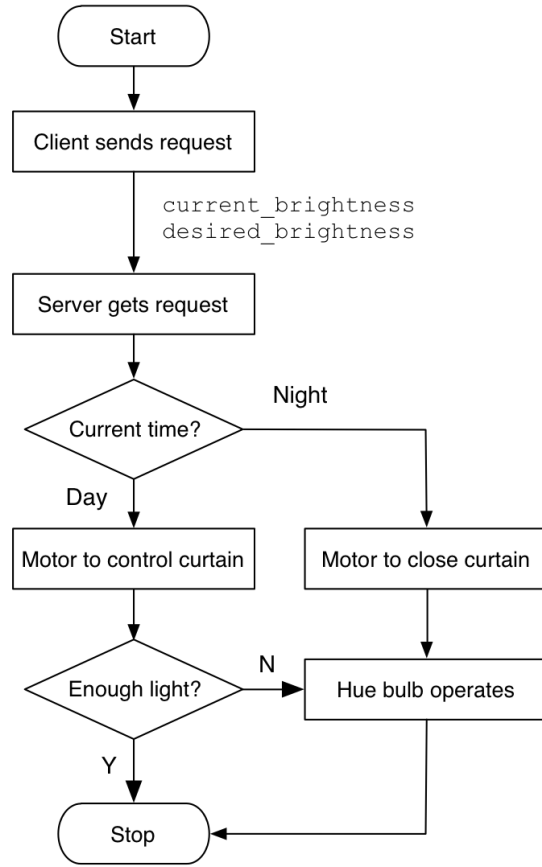 Start
Client sends request
current_brightness
desired_brightness
Server gets request
Night
Current time?
Day
Motor to control curtain
Motor to close curtain
N
Enough light?
Hue bulb operates
Y
Stop